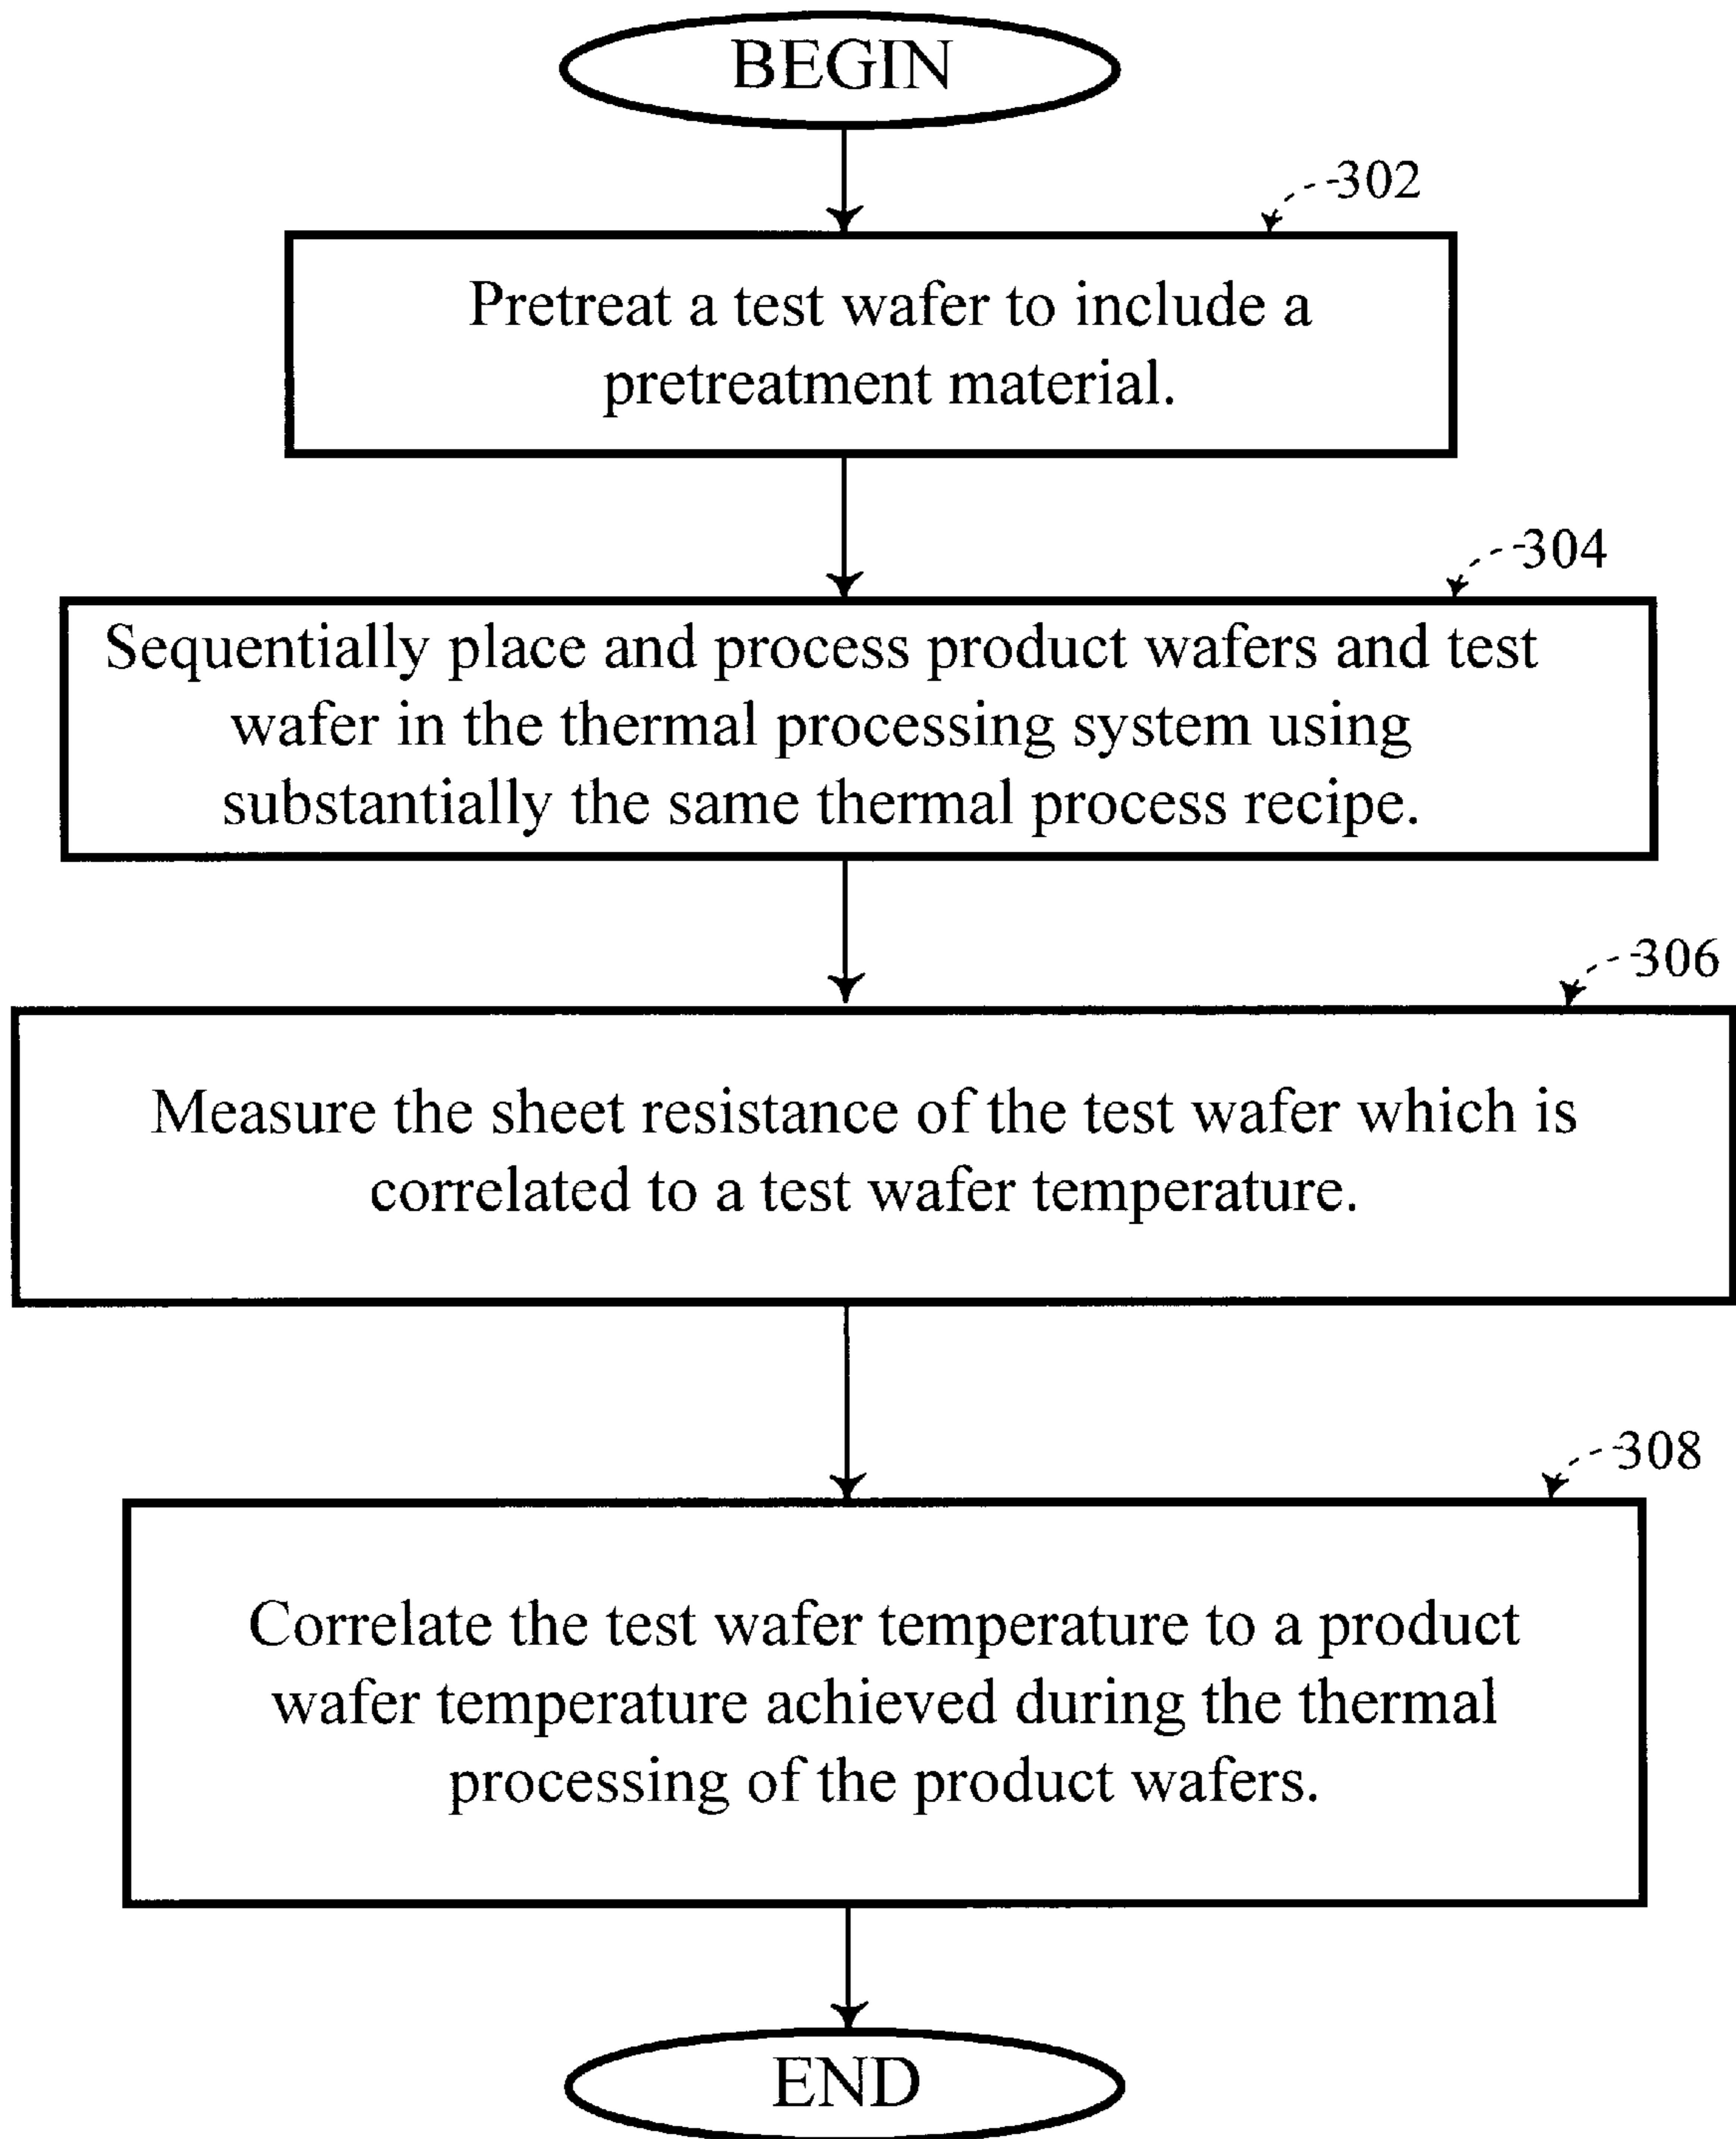 BEGIN
302
Pretreat a test wafer to include a
pretreatment material.
304
Sequentially place and process product wafers and test
wafer in the thermal processing system using
substantially the same thermal process recipe.
306
Measure the sheet resistance of the test wafer which is
correlated to a test wafer temperature.
308
Correlate the test wafer temperature to a product
wafer temperature achieved during the thermal
processing of the product wafers.
END